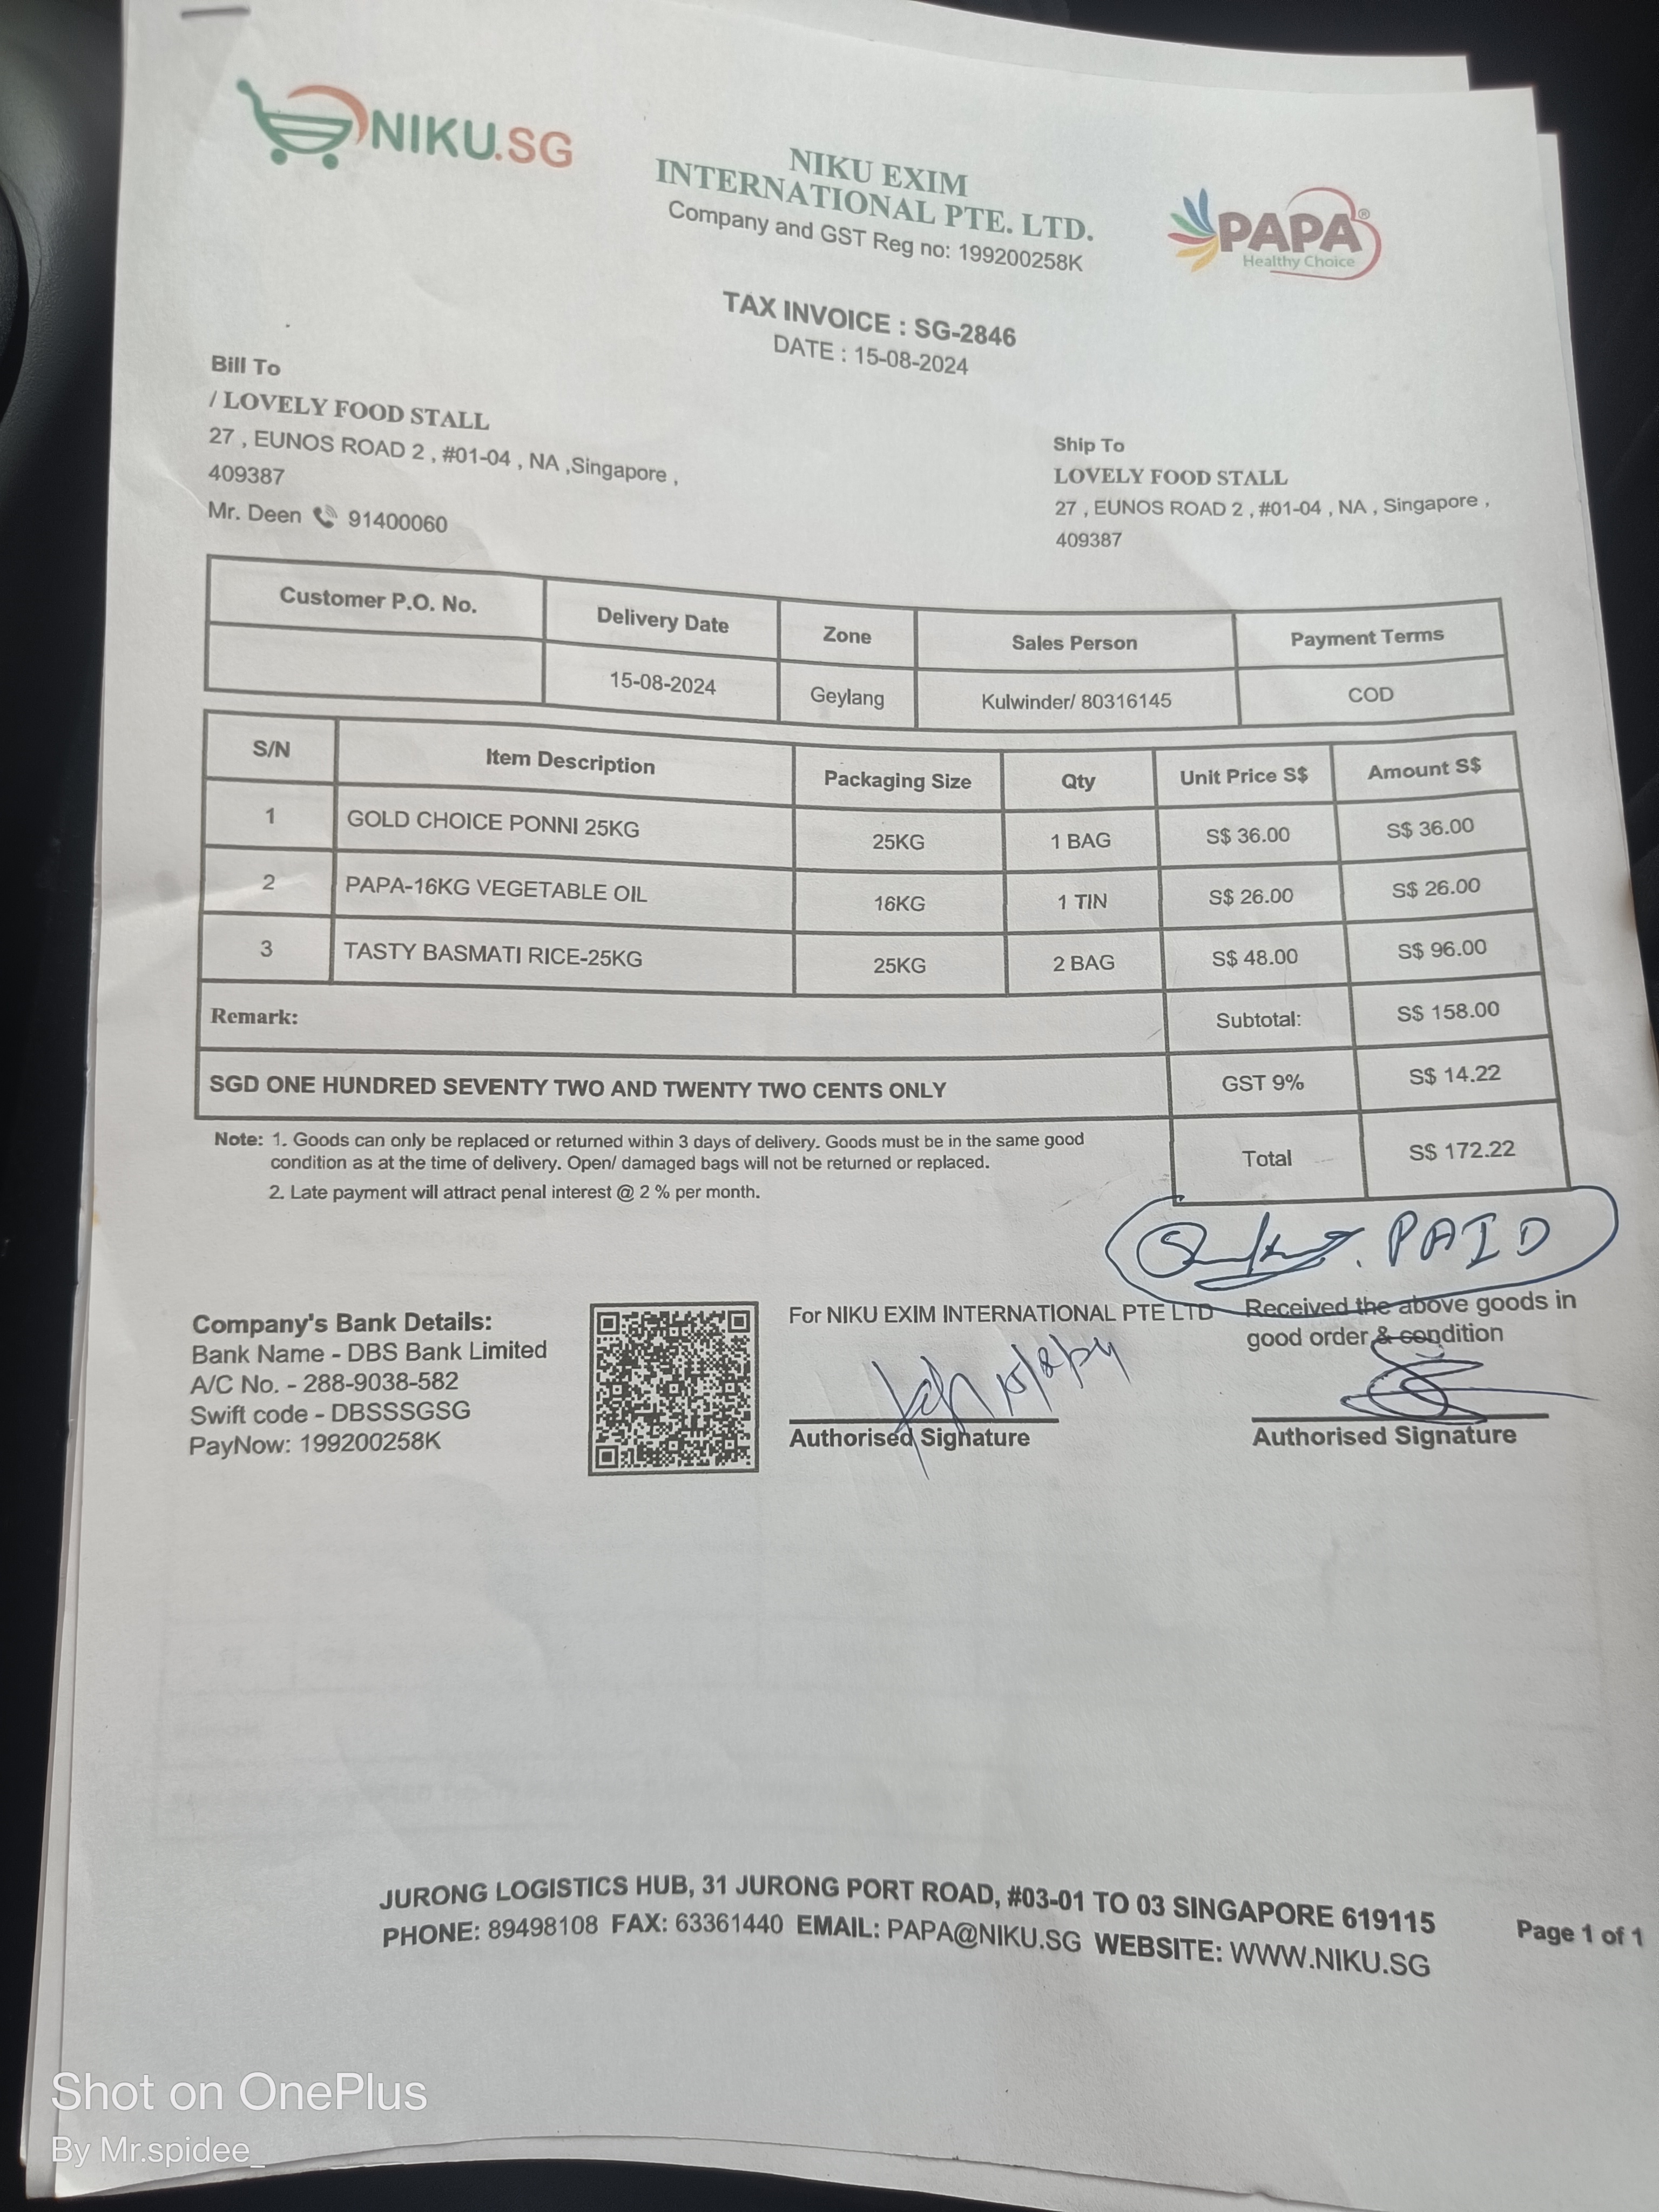 NIKU.SG
NIKU EXIM
INTERNATIONAL PTE. LTD.
Company and GST Reg no: 199200258K
PAPA®
Healthy Choice
TAX INVOICE : SG-2846
DATE : 15-08-2024
Bill To
/ LOVELY FOOD STALL
27 , EUNOS ROAD 2 , #01-04 , NA ,Singapore ,
409387
Mr. Deen 91400060
Ship To
LOVELY FOOD STALL
27 , EUNOS ROAD 2 , #01-04 , NA , Singapore ,
409387
Customer P.O. No. Delivery Date Zone Sales Person Payment Terms
15-08-2024 Geylang Kulwinder/ 80316145 COD
S/N Item Description Packaging Size Qty Unit Price S$ Amount S$
1 GOLD CHOICE PONNI 25KG 25KG 1 BAG S$ 36.00 S$ 36.00
2 PAPA-16KG VEGETABLE OIL 16KG 1 TIN S$ 26.00 S$ 26.00
3 TASTY BASMATI RICE-25KG 25KG 2 BAG S$ 48.00 S$ 96.00
Remark: Subtotal: S$ 158.00
SGD ONE HUNDRED SEVENTY TWO AND TWENTY TWO CENTS ONLY GST 9% S$ 14.22
Total S$ 172.22
Note: 1. Goods can only be replaced or returned within 3 days of delivery. Goods must be in the same good
condition as at the time of delivery. Open/ damaged bags will not be returned or replaced.
2. Late payment will attract penal interest @ 2 % per month.
PAID
Company's Bank Details:
Bank Name - DBS Bank Limited
A/C No. - 288-9038-582
Swift code - DBSSSGSG
PayNow: 199200258K
For NIKU EXIM INTERNATIONAL PTE LTD
15/8/24
Authorised Signature
Received the above goods in
good order & condition
Authorised Signature
JURONG LOGISTICS HUB, 31 JURONG PORT ROAD, #03-01 TO 03 SINGAPORE 619115
PHONE: 89498108 FAX: 63361440 EMAIL: PAPA@NIKU.SG WEBSITE: WWW.NIKU.SG
Page 1 of 1
Shot on OnePlus
By Mr.spidee_